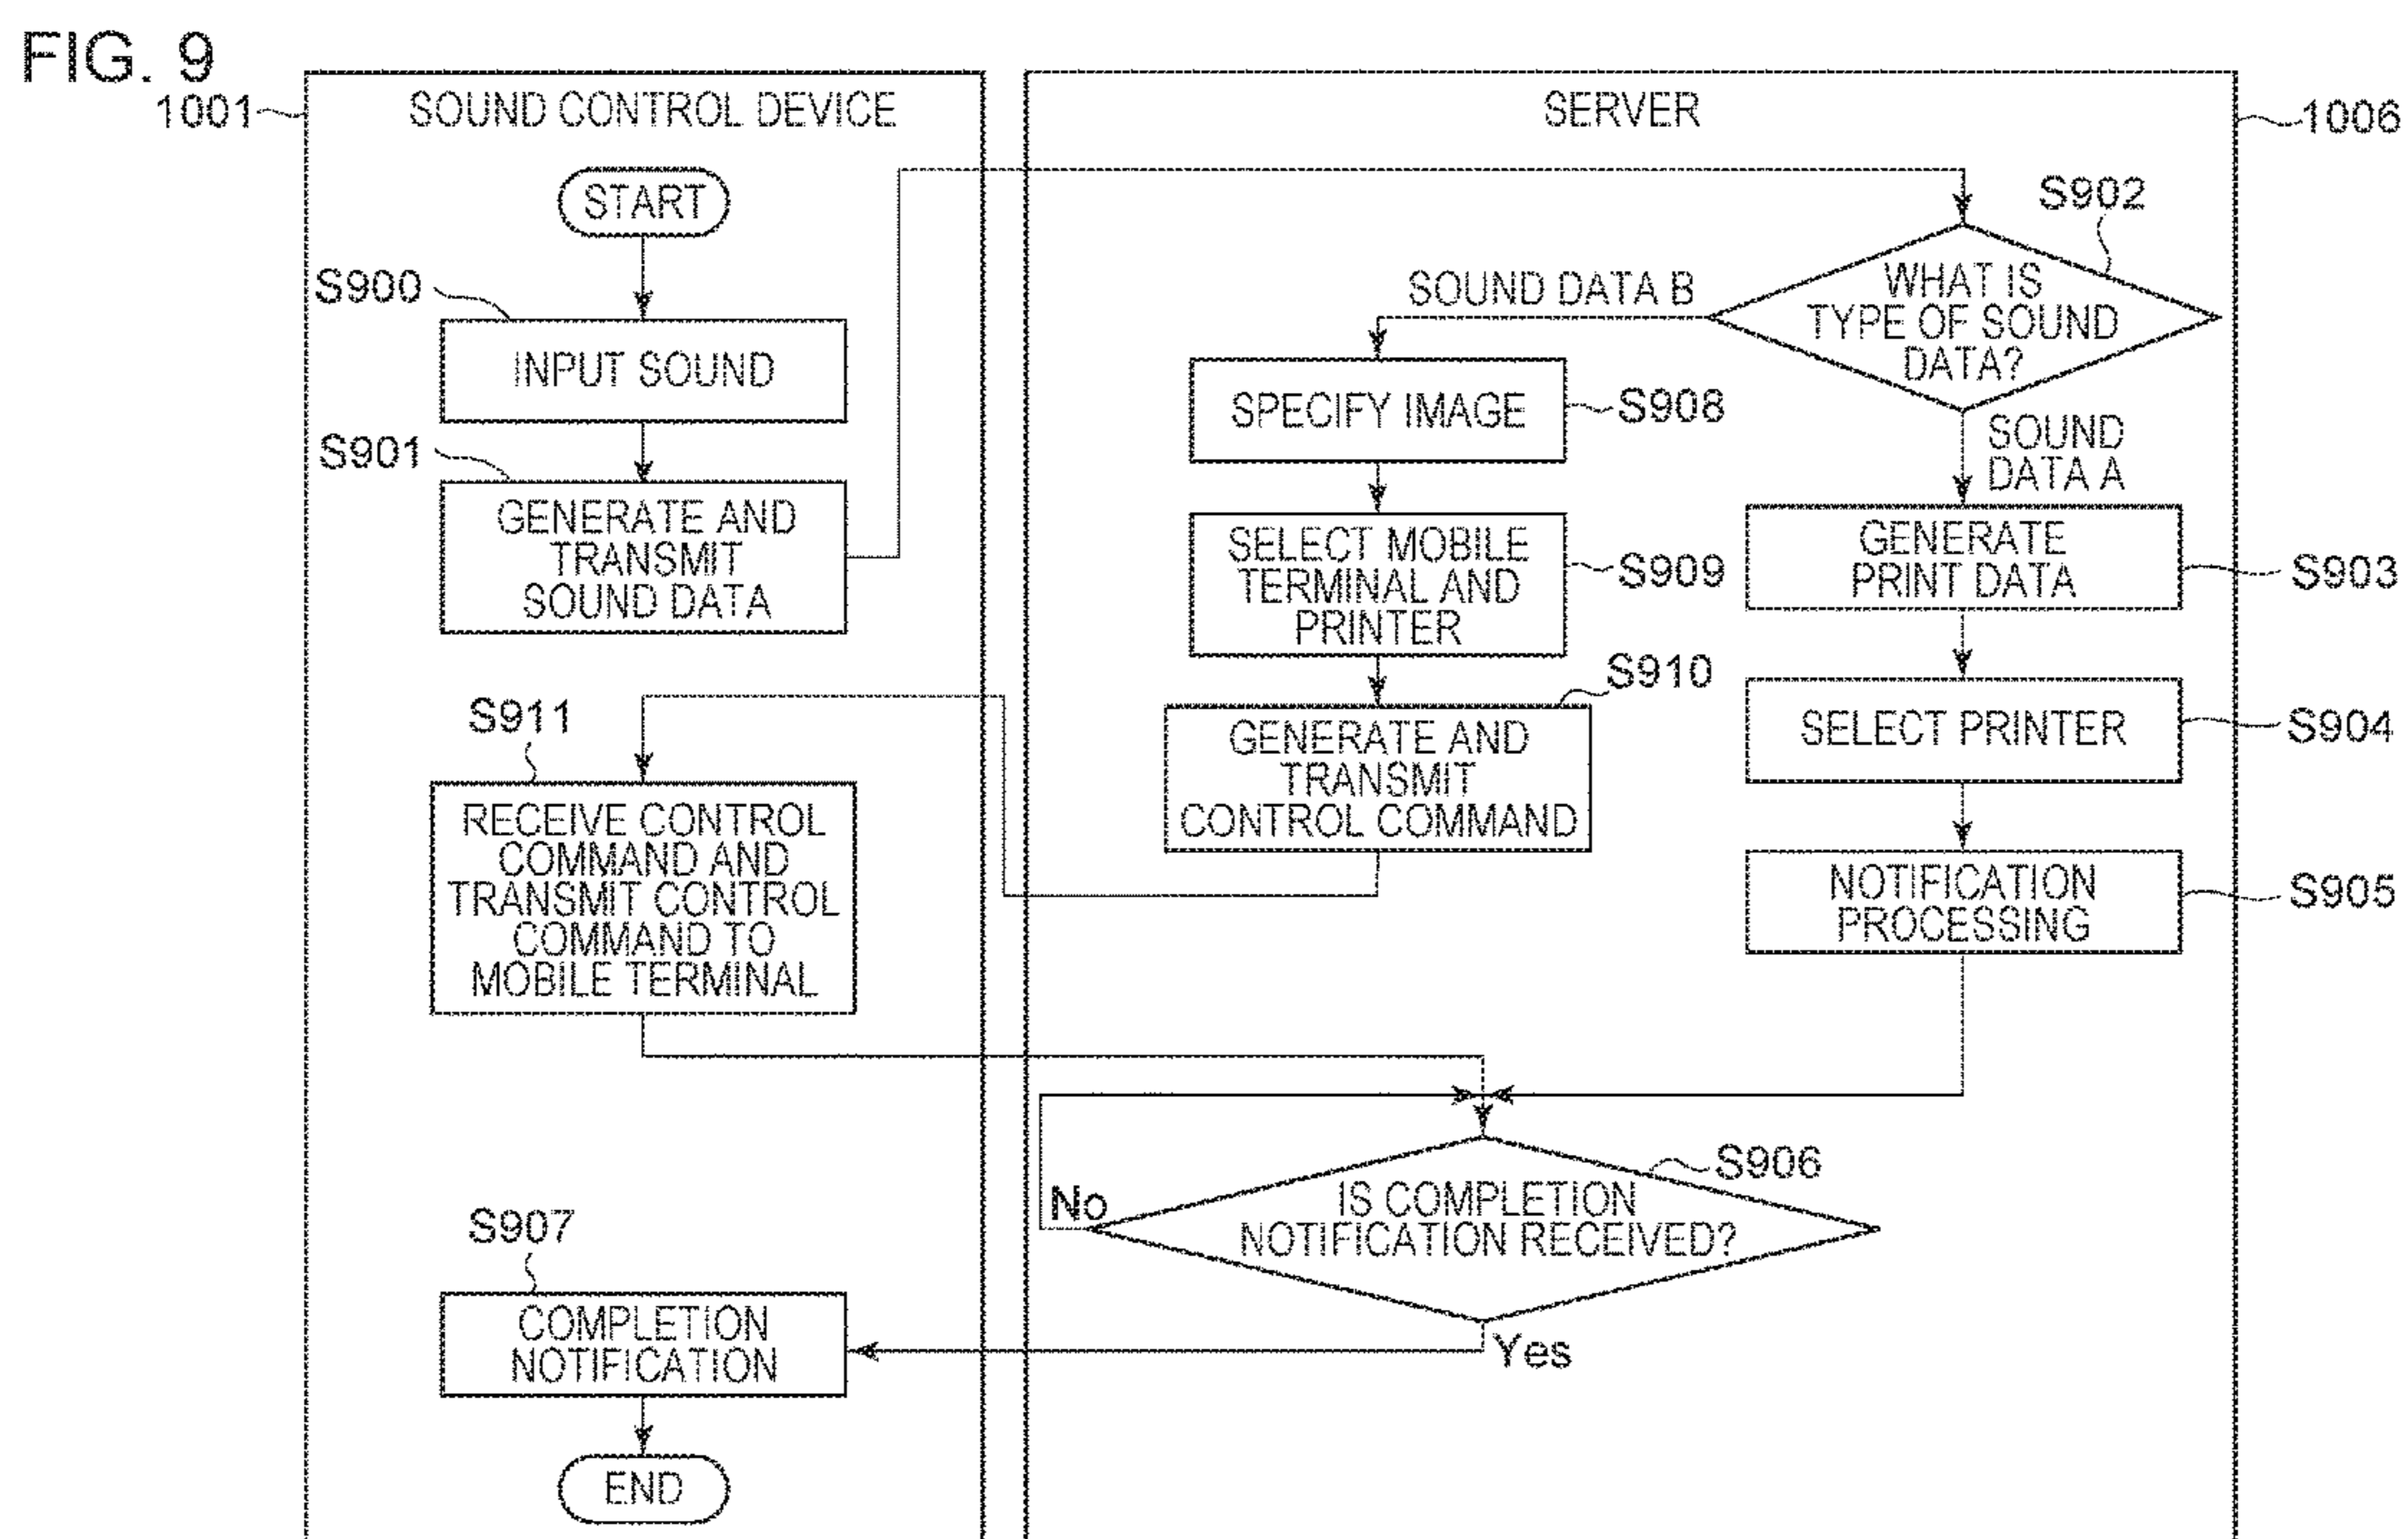 FIG. 9
1001
SOUND CONTROL DEVICE
START
S900
INPUT SOUND
S901
GENERATE AND
TRANSMIT
SOUND DATA
S911
RECEIVE CONTROL
COMMAND AND
TRANSMIT CONTROL
COMMAND TO
MOBILE TERMINAL
S907
COMPLETION
NOTIFICATION
END
SERVER
1006
S902
WHAT IS
TYPE OF SOUND
DATA?
SOUND DATA B
SPECIFY IMAGE
S908
SELECT MOBILE
TERMINAL AND
PRINTER
S909
S910
GENERATE AND
TRANSMIT
CONTROL COMMAND
SOUND
DATA A
GENERATE
PRINT DATA
S903
SELECT PRINTER
S904
NOTIFICATION
PROCESSING
S905
S906
IS COMPLETION
NOTIFICATION RECEIVED?
No
Yes